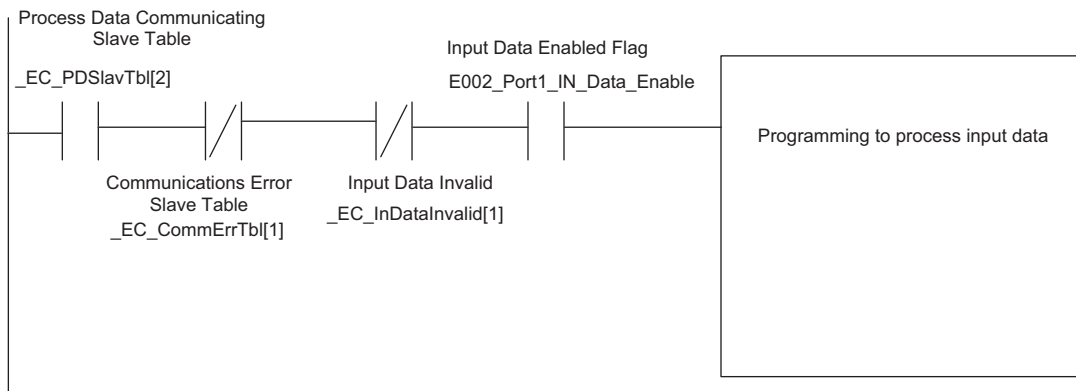 Process Data Communicating
Slave Table
_EC_PDSlavTbl[2]
Communications Error
Slave Table
_EC_CommErrTbl[1]
Input Data Invalid
_EC_InDataInvalid[1]
Input Data Enabled Flag
E002_Port1_IN_Data_Enable
Programming to process input data